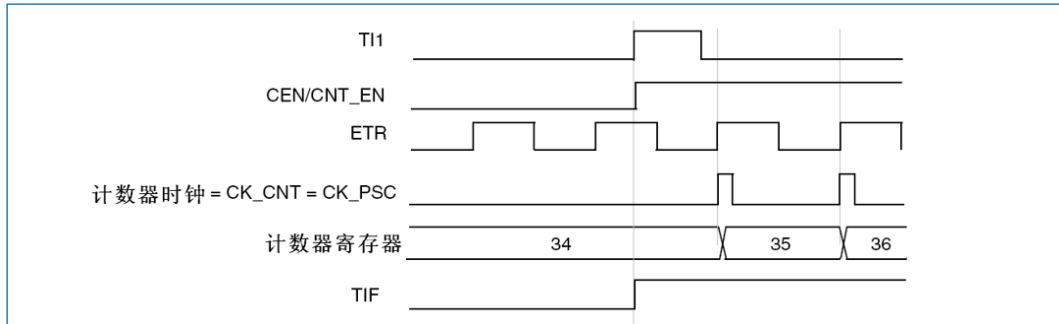 TI1
CEN/CNT_EN
ETR
计数器时钟 = CK_CNT = CK_PSC
计数器寄存器 34 35 36
TIF